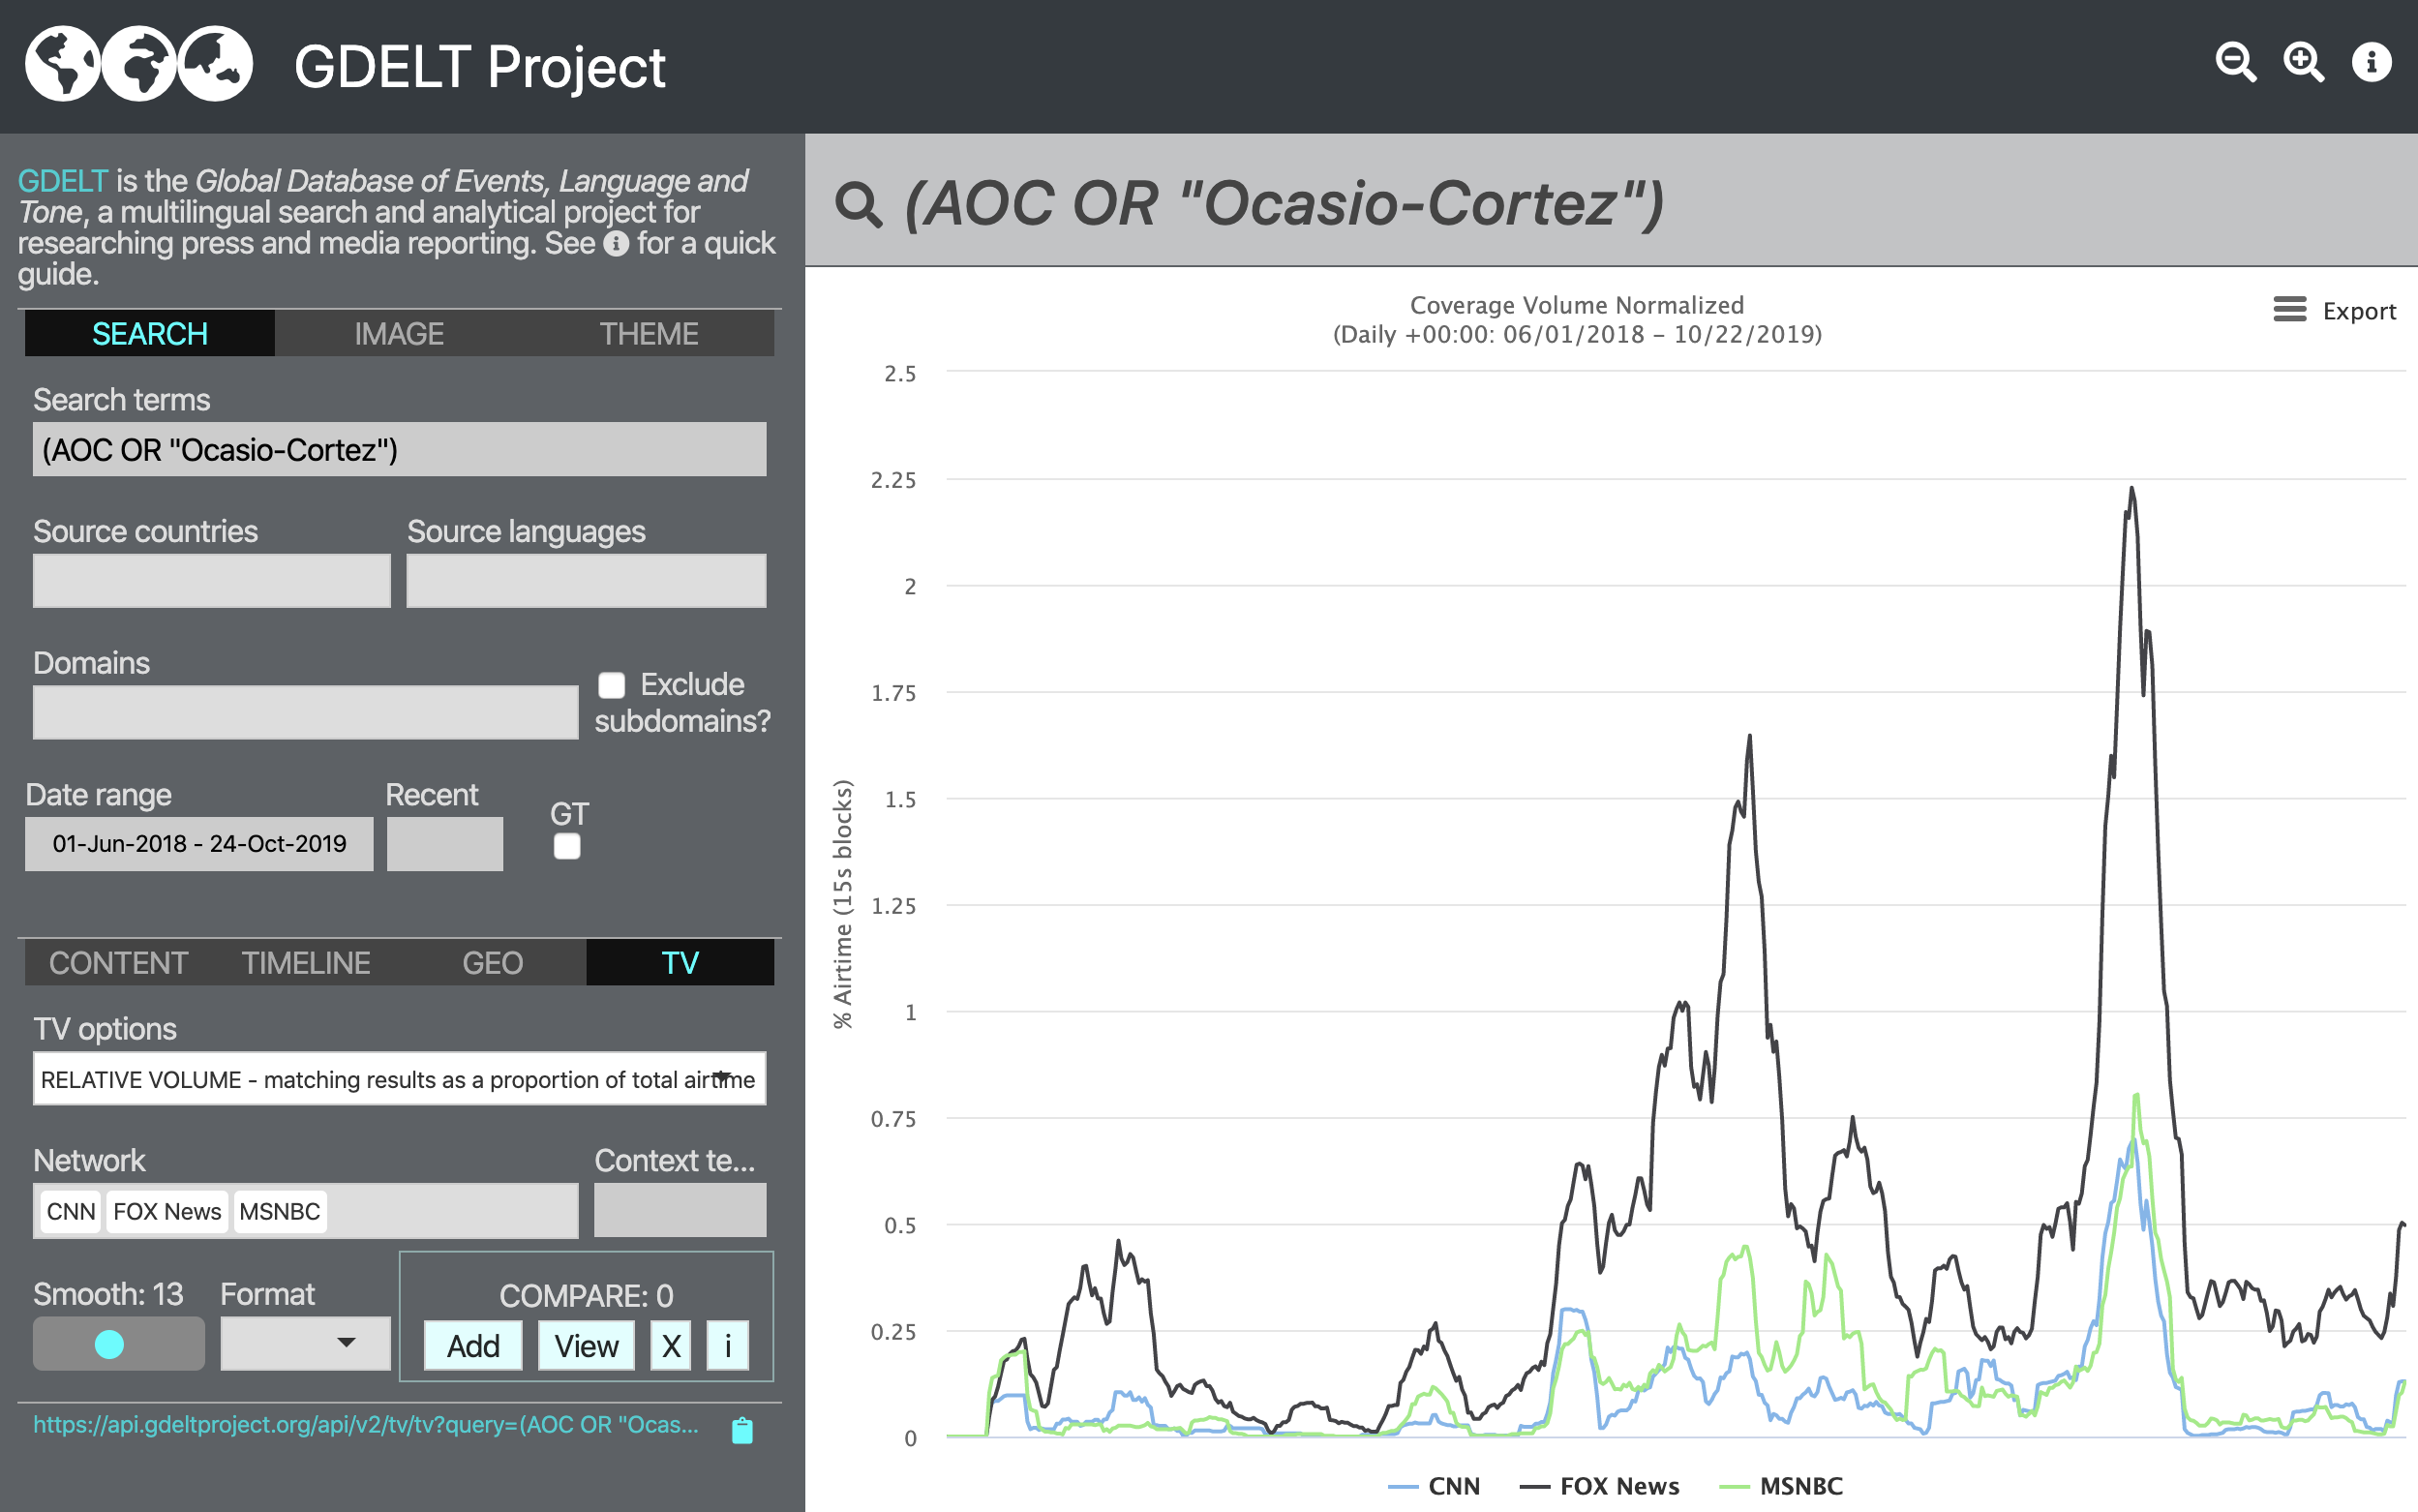 GDELT Project
GDELT is the Global Database of Events, Language and
Tone, a multilingual search and analytical project for
researching press and media reporting. See for a quick
guide.
SEARCH IMAGE THEME
Search terms
(AOC OR "Ocasio-Cortez")
Source countries Source languages
Domains
Exclude
subdomains?
Date range Recent GT
01-Jun-2018 - 24-Oct-2019
CONTENT TIMELINE GEO TV
TV options
RELATIVE VOLUME - matching results as a proportion of total airtime
Network Context te...
CNN FOX News MSNBC
Smooth: 13 Format
COMPARE: 0
Add View X i
https://api.gdeltproject.org/api/v2/tv/tv?query=(AOC OR "Ocas...
(AOC OR "Ocasio-Cortez")
Coverage Volume Normalized
(Daily +00:00: 06/01/2018 - 10/22/2019)
Export
% Airtime (15s blocks)
2.5
2.25
2
1.75
1.5
1.25
1
0.75
0.5
0.25
0
CNN FOX News MSNBC